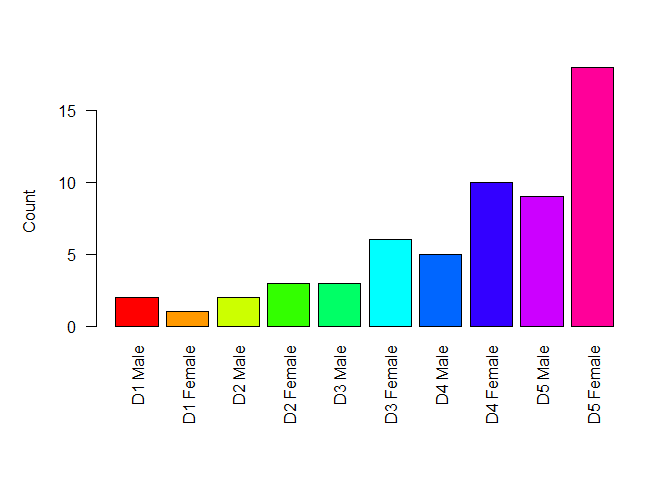 15
10
5
0
Count
D1 Male
D1 Female
D2 Male
D2 Female
D3 Male
D3 Female
D4 Male
D4 Female
D5 Male
D5 Female